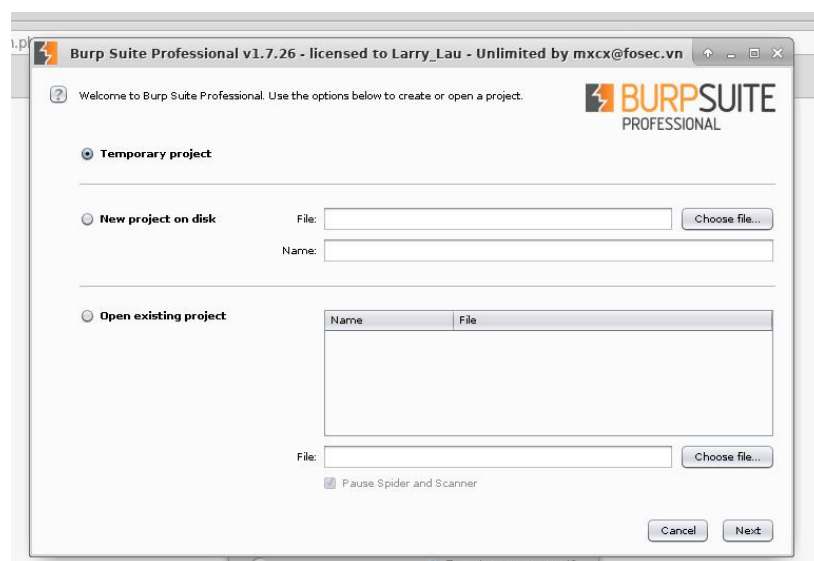 n.p
Burp Suite Professional v1.7.26 - licensed to Larry_Lau - Unlimited by mxcx@fosec.vn
? Welcome to Burp Suite Professional. Use the options below to create or open a project.
BURPSUITE
PROFESSIONAL
Temporary project
New project on disk File: Choose file...
Name:
Open existing project Name File
File: Choose file...
Pause Spider and Scanner
Cancel Next